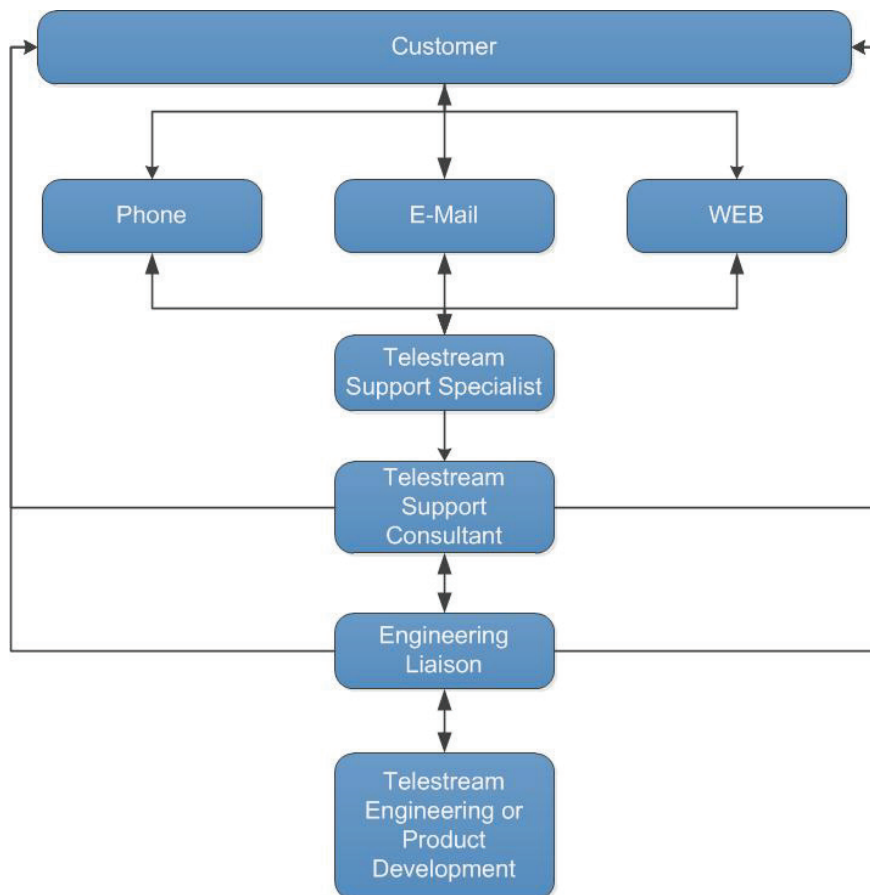 Customer
Phone
E-Mail
WEB
Telestream
Support Specialist
Telestream
Support
Consultant
Engineering
Liaison
Telestream
Engineering or
Product
Development